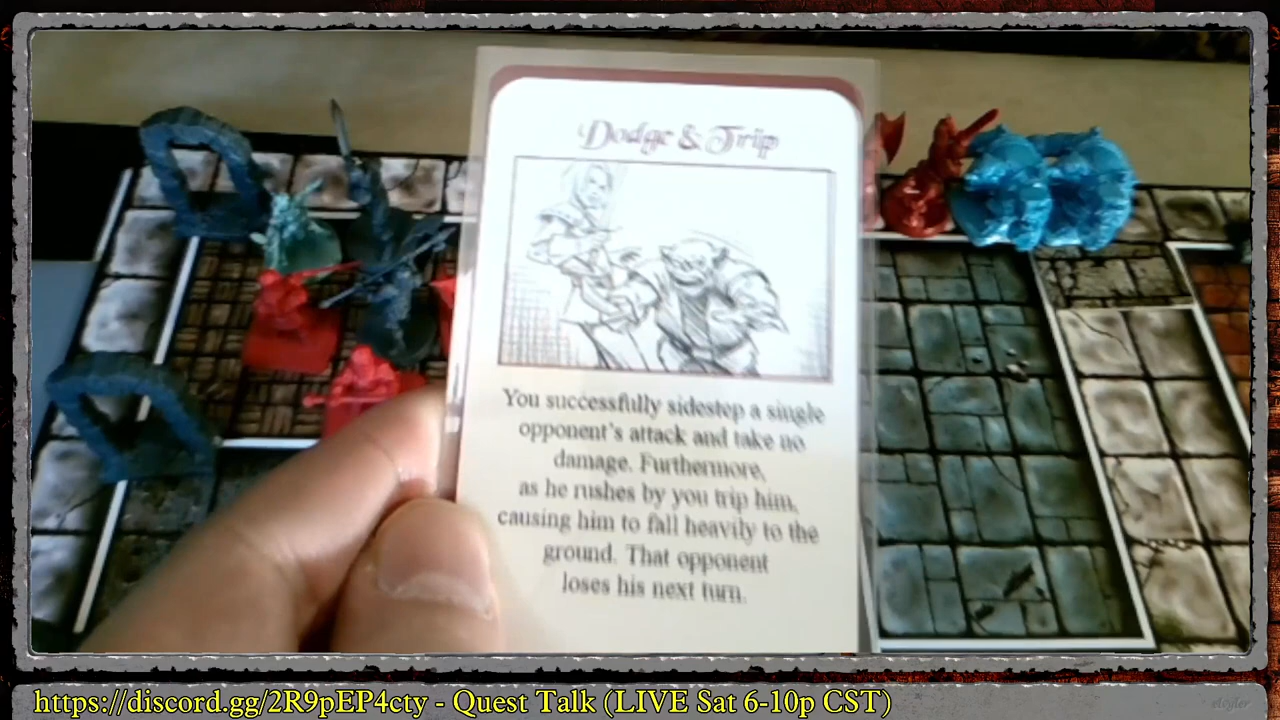 Dodge & Trip
You successfully sidestep a single
opponent's attack and take no
damage. Furthermore,
as he rushes by you trip him,
causing him to fall heavily to the
ground. That opponent
loses his next turn.
https://discord.gg/2R9pEP4cty - Quest Talk (LIVE Sat 6-10p CST)